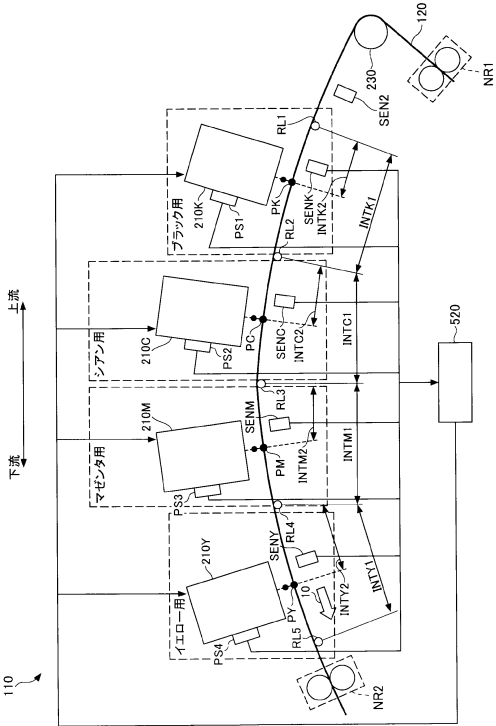 110
下流
上流
イエロー用
マゼンタ用
シアン用
ブラック用
210Y
210M
210C
210K
PS4
PS3
PS2
PS1
PY
PM
PC
PK
10
SENY
SENM
SENC
SENK
SEN2
RL5
RL4
RL3
RL2
RL1
INTY2
INTM2
INTC2
INTK2
INTY1
INTM1
INTC1
INTK1
NR2
NR1
230
120
520